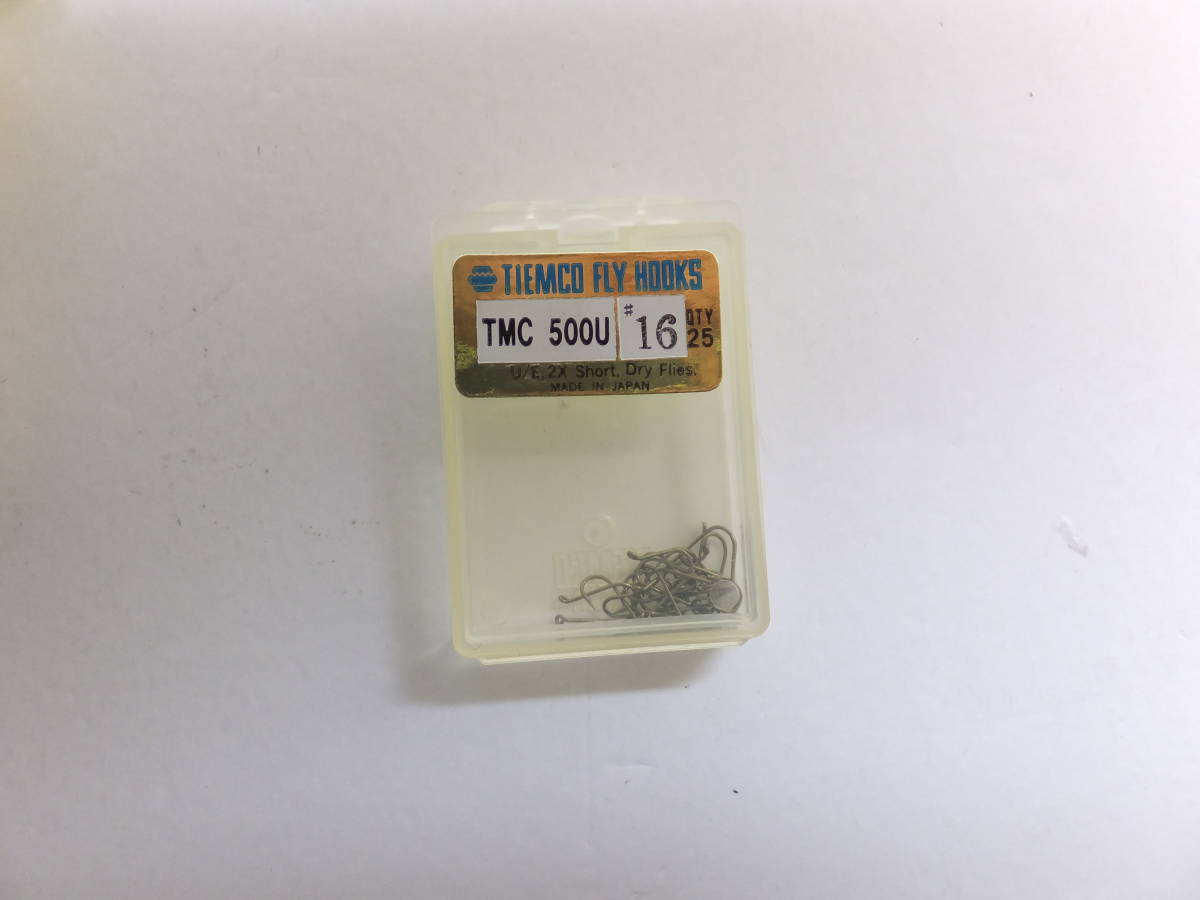 TIEMCO FLY HOOKS
TMC 500U #16 QTY 25
U/E, 2X Short, Dry Flies.
MADE IN JAPAN